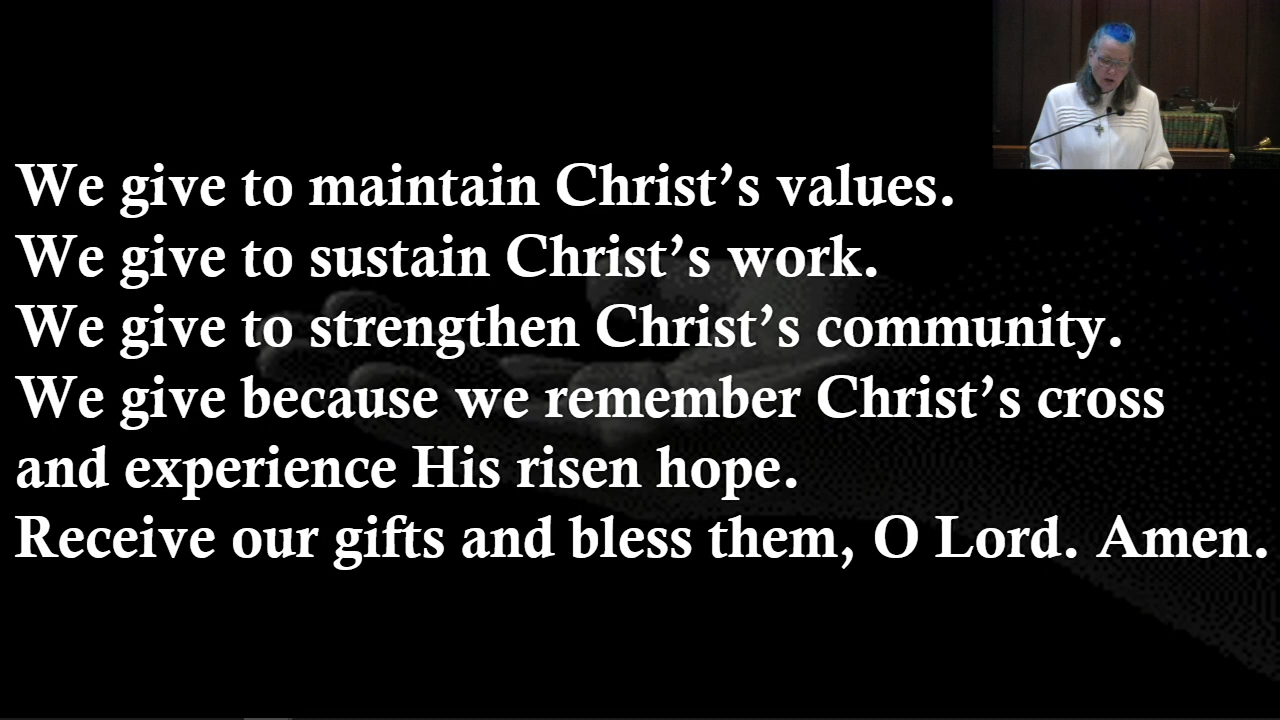 We give to maintain Christ’s values.
We give to sustain Christ’s work.
We give to strengthen Christ’s community.
We give because we remember Christ’s cross
and experience His risen hope.
Receive our gifts and bless them, O Lord. Amen.